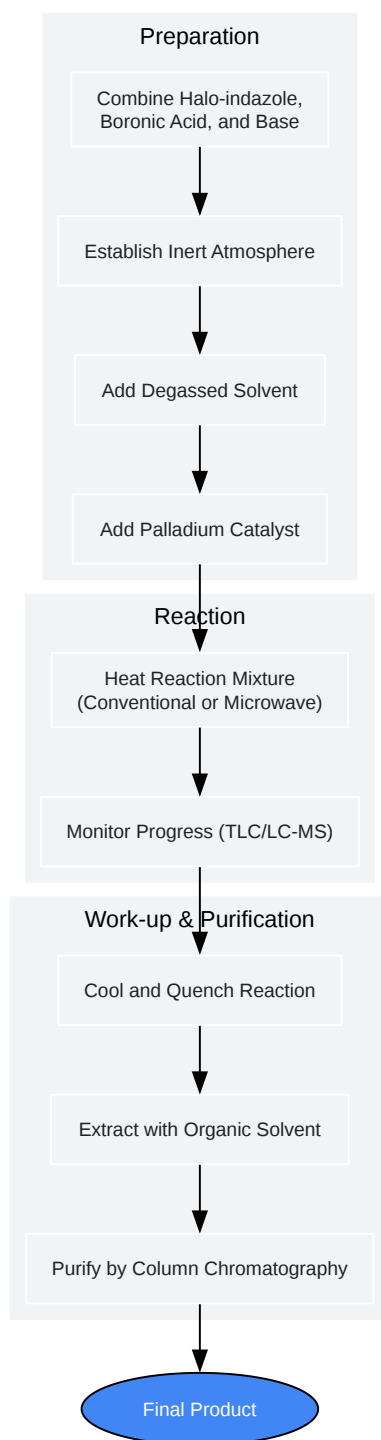 Preparation
Combine Halo-indazole,
Boronic Acid, and Base
Establish Inert Atmosphere
Add Degassed Solvent
Add Palladium Catalyst
Reaction
Heat Reaction Mixture
(Conventional or Microwave)
Monitor Progress (TLC/LC-MS)
Work-up & Purification
Cool and Quench Reaction
Extract with Organic Solvent
Purify by Column Chromatography
Final Product